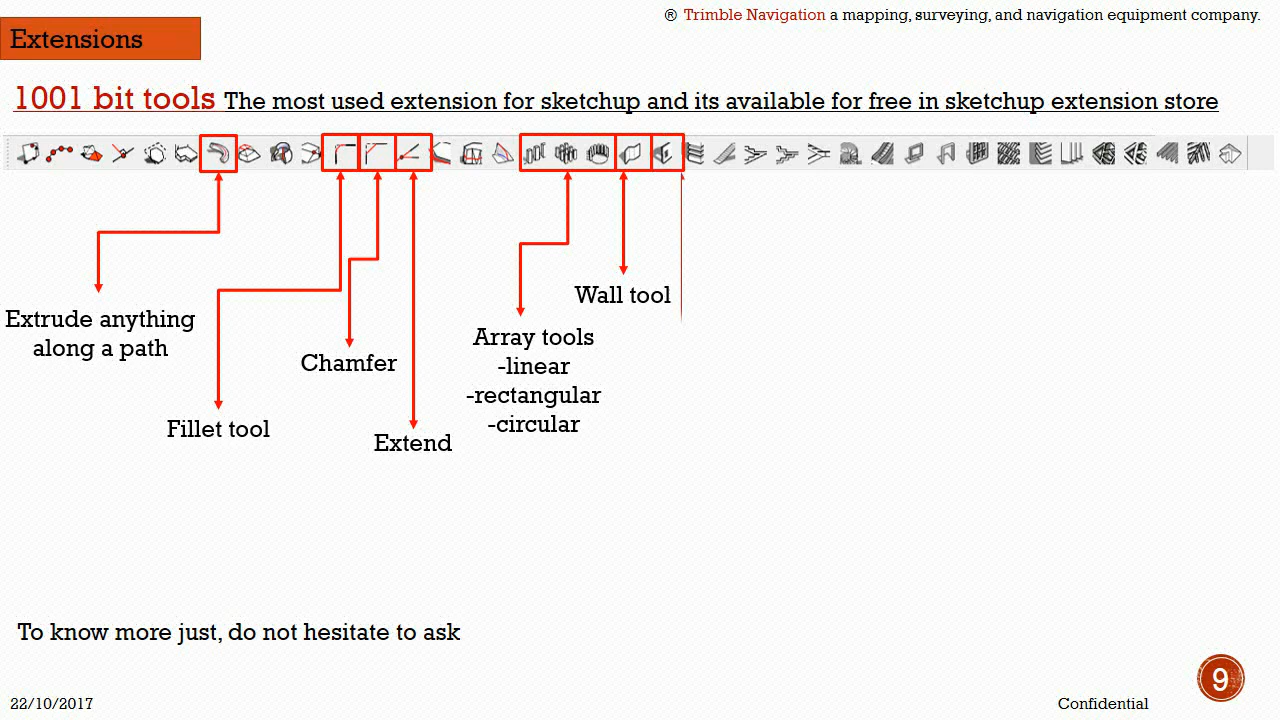 ® Trimble Navigation a mapping, surveying, and navigation equipment company.
Extensions
1001 bit tools The most used extension for sketchup and its available for free in sketchup extension store
Extrude anything
along a path
Fillet tool
Chamfer
Extend
Array tools
-linear
-rectangular
-circular
Wall tool
To know more just, do not hesitate to ask
9
22/10/2017
Confidential